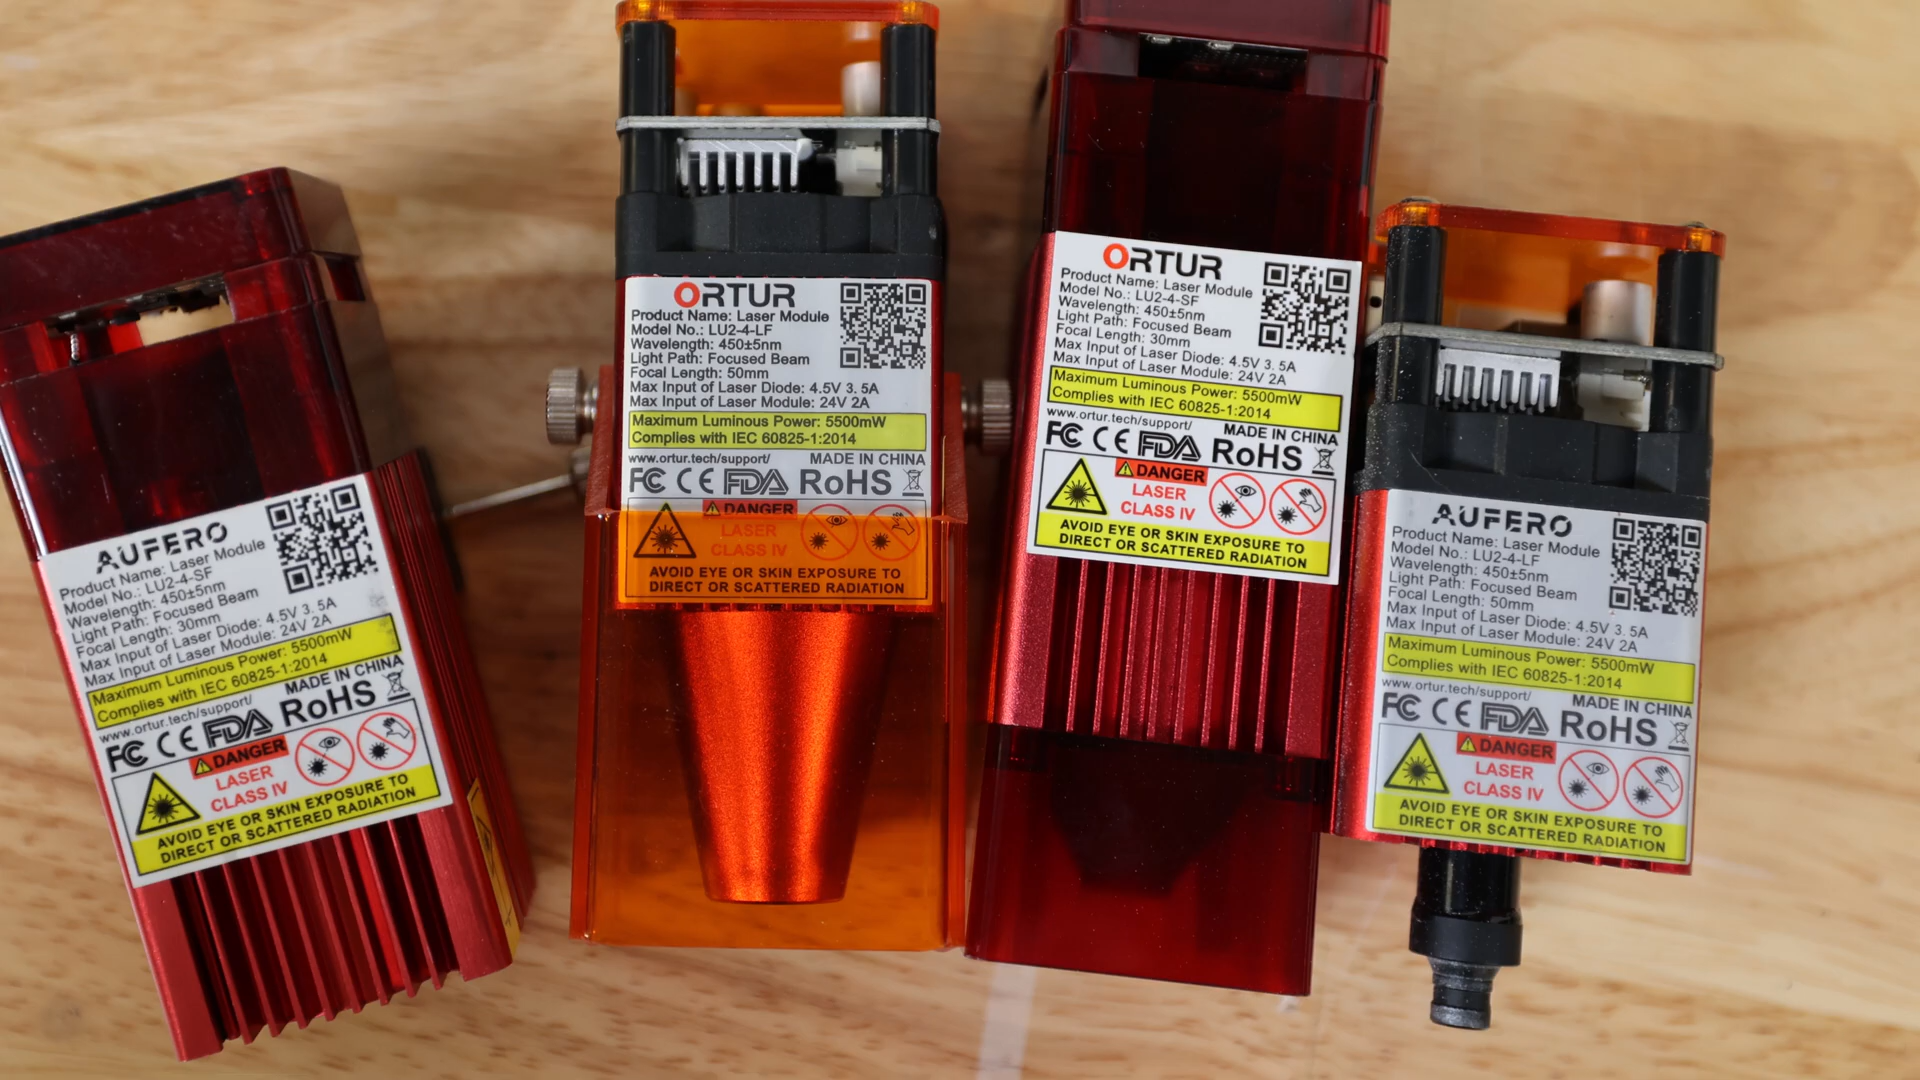 AUFERO
Product Name: Laser Module
Model No.: LU2-4-SF
Wavelength: 450±5nm
Light Path: Focused Beam
Focal Length: 30mm
Max Input of Laser Diode: 4.5V 3.5A
Max Input of Laser Module: 24V 2A
Maximum Luminous Power: 5500mW
Complies with IEC 60825-1:2014
www.ortur.tech/support/
MADE IN CHINA
FC CE FDA RoHS
DANGER
LASER
CLASS IV
AVOID EYE OR SKIN EXPOSURE TO
DIRECT OR SCATTERED RADIATION
ORTUR
Product Name: Laser Module
Model No.: LU2-4-LF
Wavelength: 450±5nm
Light Path: Focused Beam
Focal Length: 50mm
Max Input of Laser Diode: 4.5V 3.5A
Max Input of Laser Module: 24V 2A
Maximum Luminous Power: 5500mW
Complies with IEC 60825-1:2014
www.ortur.tech/support/
MADE IN CHINA
FC CE FDA RoHS
DANGER
LASER
CLASS IV
AVOID EYE OR SKIN EXPOSURE TO
DIRECT OR SCATTERED RADIATION
ORTUR
Product Name: Laser Module
Model No.: LU2-4-SF
Wavelength: 450±5nm
Light Path: Focused Beam
Focal Length: 30mm
Max Input of Laser Diode: 4.5V 3.5A
Max Input of Laser Module: 24V 2A
Maximum Luminous Power: 5500mW
Complies with IEC 60825-1:2014
www.ortur.tech/support/
MADE IN CHINA
FC CE FDA RoHS
DANGER
LASER
CLASS IV
AVOID EYE OR SKIN EXPOSURE TO
DIRECT OR SCATTERED RADIATION
AUFERO
Product Name: Laser Module
Model No.: LU2-4-LF
Wavelength: 450±5nm
Light Path: Focused Beam
Focal Length: 50mm
Max Input of Laser Diode: 4.5V 3.5A
Max Input of Laser Module: 24V 2A
Maximum Luminous Power: 5500mW
Complies with IEC 60825-1:2014
www.ortur.tech/support/
MADE IN CHINA
FC CE FDA RoHS
DANGER
LASER
CLASS IV
AVOID EYE OR SKIN EXPOSURE TO
DIRECT OR SCATTERED RADIATION